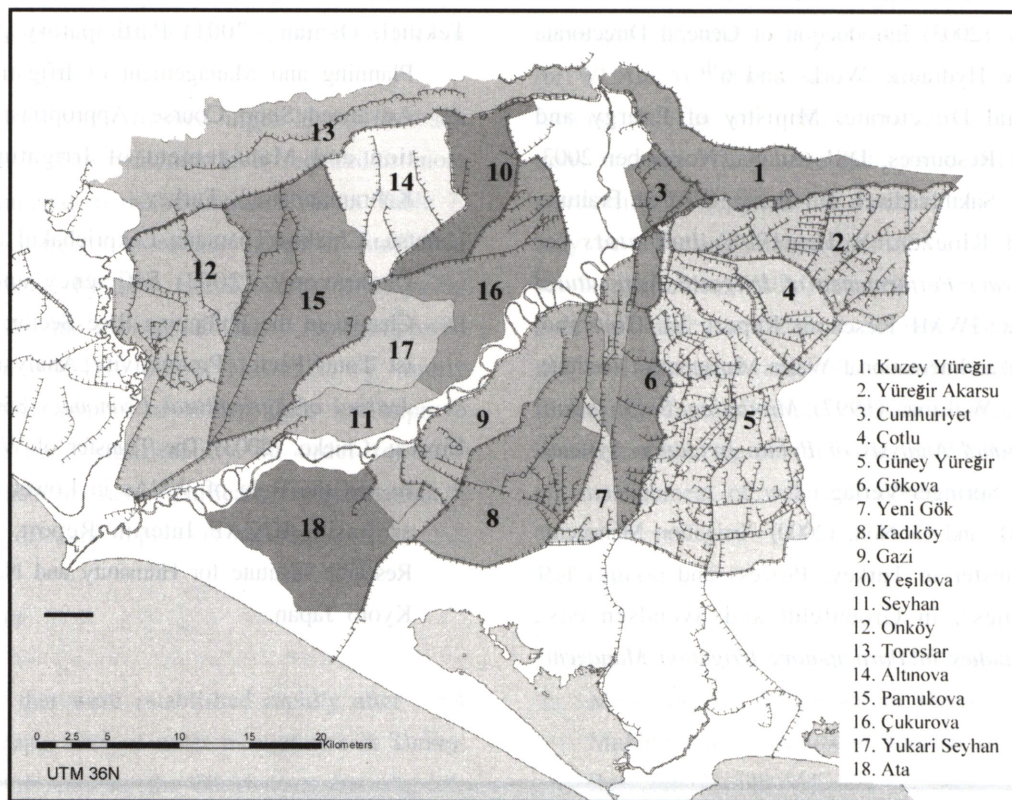 13
1
10
3
14
12
4
16
15
17
6
9
11
5
7
8
18
1. Kuzey Yüreğir
2. Yüreğir Akarsu
3. Cumhuriyet
4. Çotlu
5. Güney Yüreğir
6. Gökova
7. Yeni Gök
8. Kadıköy
9. Gazi
10. Yeşilova
11. Seyhan
12. Onköy
13. Toroslar
14. Altınova
15. Pamukova
16. Çukurova
17. Yukari Seyhan
18. Ata
0 2.5 5 10 15 20 Kilometers
UTM 36N